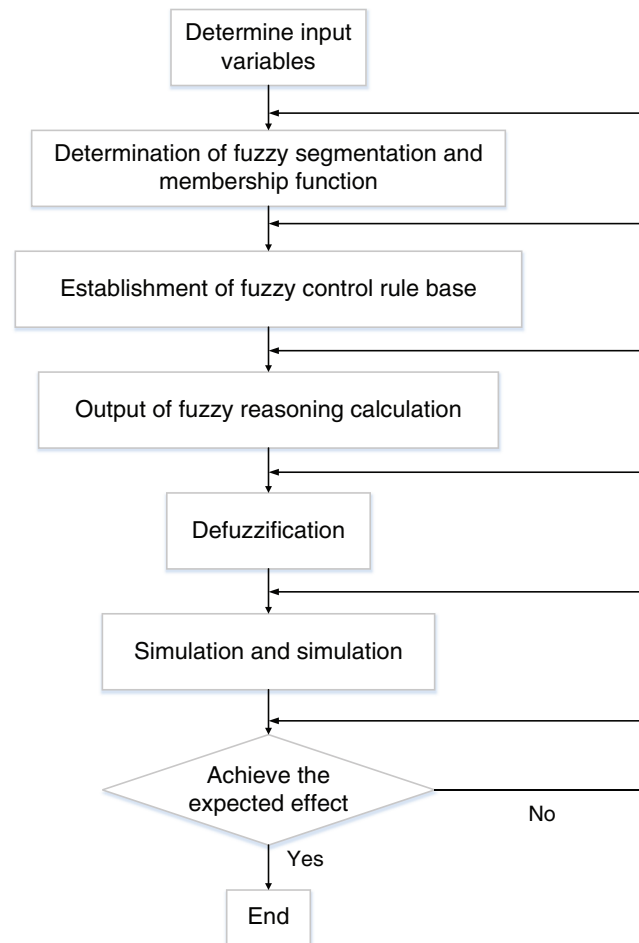 Determine input
variables
Determination of fuzzy segmentation and
membership function
Establishment of fuzzy control rule base
Output of fuzzy reasoning calculation
Defuzzification
Simulation and simulation
Achieve the
expected effect
No
Yes
End